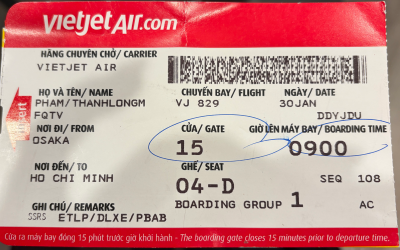 vietjetAir.com
HÃNG CHUYÊN CHỞ/ CARRIER
VIETJET AIR
HỌ VÀ TÊN/ NAME CHUYẾN BAY/ FLIGHT NGÀY/ DATE
PHAM/THANHLONGM VJ 829 30JAN
FQTV DDYJDU
NƠI ĐI/ FROM CỬA/ GATE GIỜ LÊN MÁY BAY/ BOARDING TIME
OSAKA 15 0900
NƠI ĐẾN/ TO GHẾ/ SEAT
HO CHI MINH 04-D SEQ 108
GHI CHÚ/ REMARKS BOARDING GROUP 1 AC
SSRS ETLP/DLXE/PBAB
Cửa ra máy bay đóng 15 phút trước giờ khởi hành - The boarding gate closes 15 minutes prior to departure time.